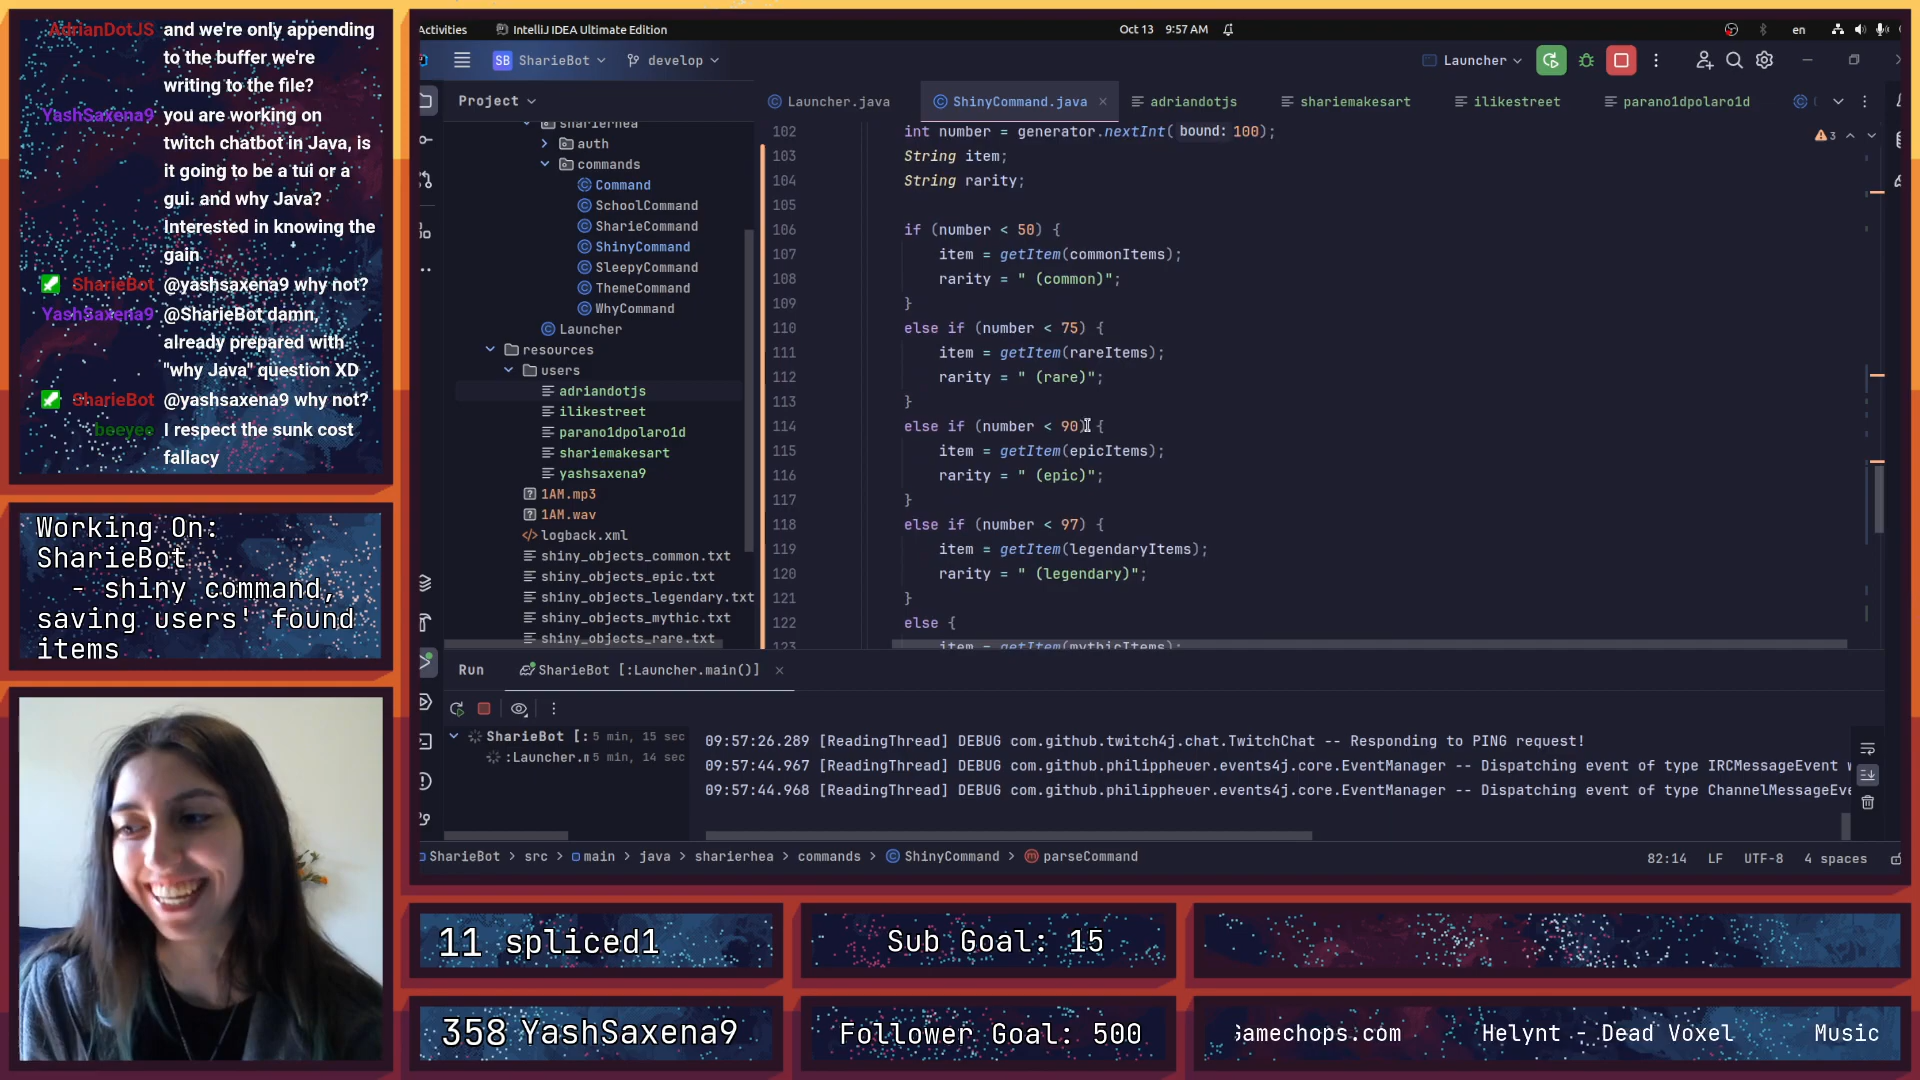 AdrianDotJS and we're only appending
to the buffer we're
writing to the file?
YashSaxena9 you are working on
twitch chatbot in Java, is
it going to be a tui or a
gui. and why Java?
Interested in knowing the
gain
SharieBot @yashsaxena9 why not?
YashSaxena9 @SharieBot damn,
already prepared with
"why Java" question XD
SharieBot @yashsaxena9 why not?
beeyeo I respect the sunk cost
fallacy
Working On:
SharieBot
- shiny command,
saving users' found
items
Activities IntelliJ IDEA Ultimate Edition Oct 13 9:57 AM en
SB SharieBot develop Launcher
Project
Launcher.java ShinyCommand.java adriandotjs shariemakesart ilikestreet parano1dpolaro1d
sharierhea
auth
commands
Command
SchoolCommand
SharieCommand
ShinyCommand
SleepyCommand
ThemeCommand
WhyCommand
Launcher
resources
users
adriandotjs
ilikestreet
parano1dpolaro1d
shariemakesart
yashsaxena9
1AM.mp3
1AM.wav
logback.xml
shiny_objects_common.txt
shiny_objects_epic.txt
shiny_objects_legendary.txt
shiny_objects_mythic.txt
shiny_objects_rare.txt
3
102 int number = generator.nextInt( bound: 100);
103 String item;
104 String rarity;
105
106 if (number < 50) {
107 item = getItem(commonItems);
108 rarity = " (common)";
109 }
110 else if (number < 75) {
111 item = getItem(rareItems);
112 rarity = " (rare)";
113 }
114 else if (number < 90) {
115 item = getItem(epicItems);
116 rarity = " (epic)";
117 }
118 else if (number < 97) {
119 item = getItem(legendaryItems);
120 rarity = " (legendary)";
121 }
122 else {
123 item = getItem(mythicItems);
Run SharieBot [:Launcher.main()]
SharieBot [: 5 min, 15 sec
:Launcher.m 5 min, 14 sec
09:57:26.289 [ReadingThread] DEBUG com.github.twitch4j.chat.TwitchChat -- Responding to PING request!
09:57:44.967 [ReadingThread] DEBUG com.github.philippheuer.events4j.core.EventManager -- Dispatching event of type IRCMessageEvent w
09:57:44.968 [ReadingThread] DEBUG com.github.philippheuer.events4j.core.EventManager -- Dispatching event of type ChannelMessageEve
SharieBot > src > main > java > sharierhea > commands > ShinyCommand > parseCommand
82:14 LF UTF-8 4 spaces
11 spliced1
Sub Goal: 15
358 YashSaxena9
Follower Goal: 500
Gamechops.com Helynt - Dead Voxel Music